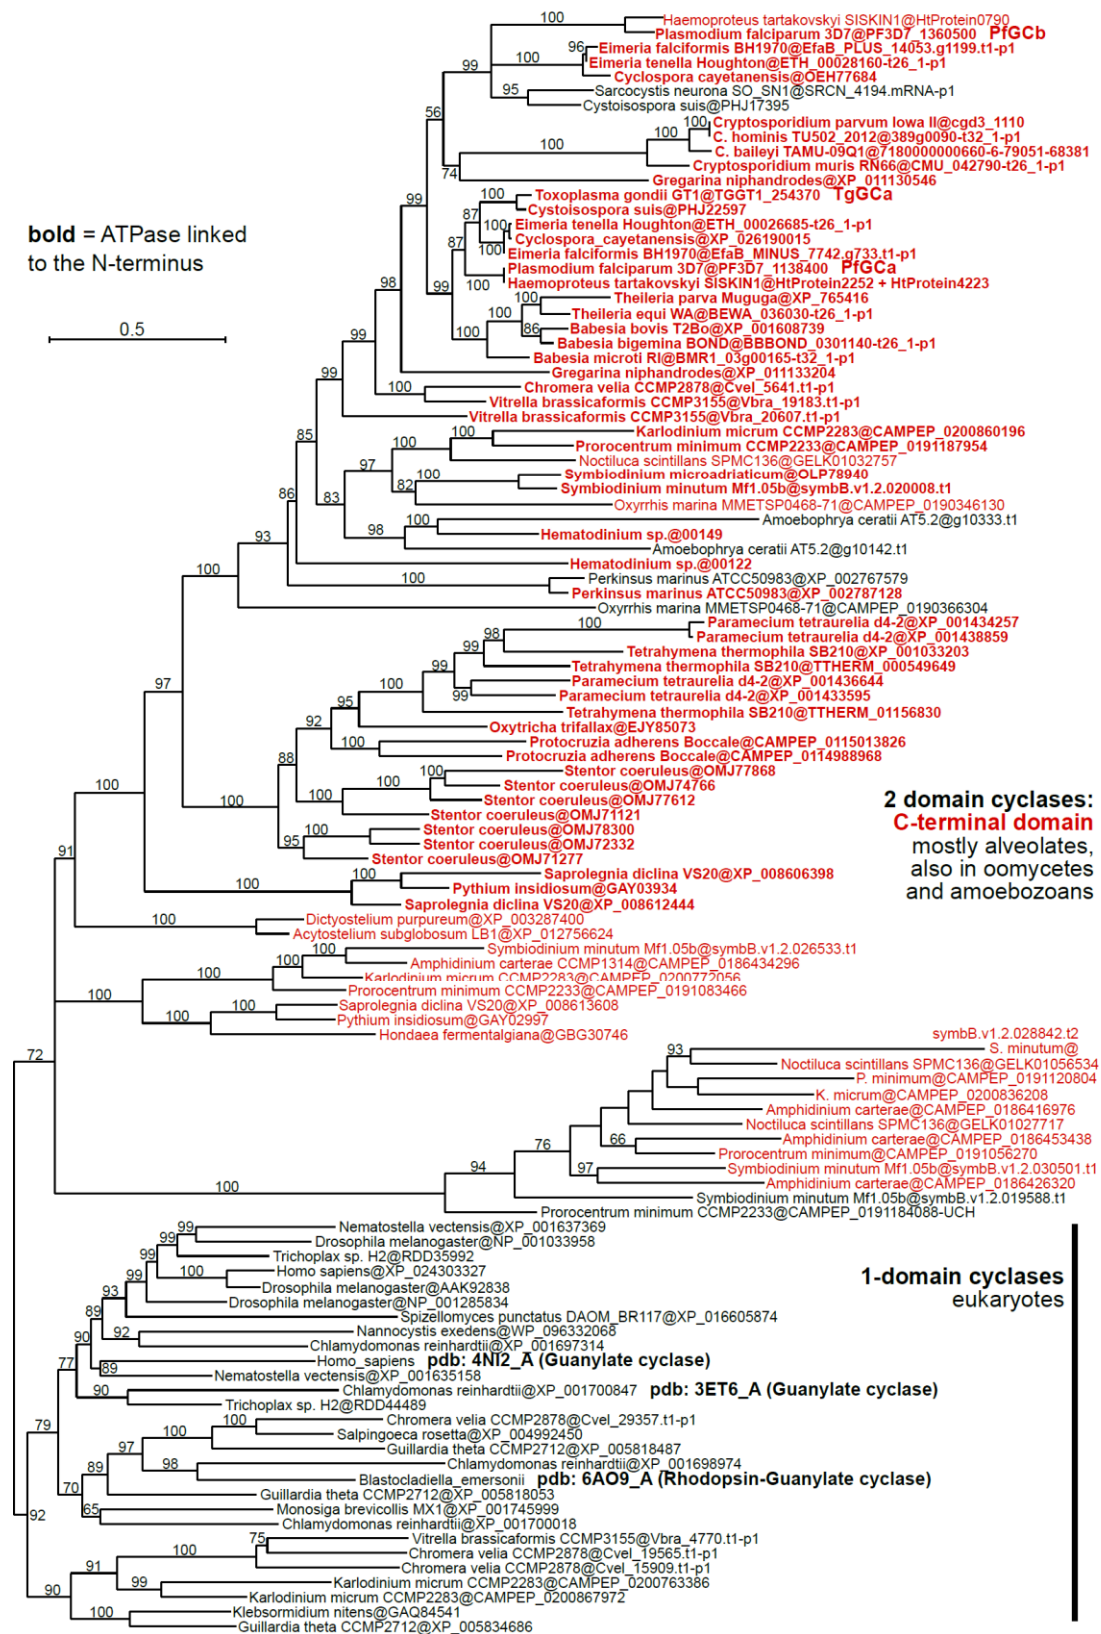 Haemoproteus tartakovskyi SISKIN1@HtProtein0790
Plasmodium falciparum 3D7@PF3D7_1360500 PfGCb
Eimeria falciformis BH1970@EfaB_PLUS_14053.g1199.t1-p1
Eimeria tenella Houghton@ETH_00028160-t26_1-p1
Cyclospora cayetanensis@OEH77684
Sarcocystis neurona SO_SN1@SRCN_4194.mRNA-p1
Cystoisospora suis@PHJ17395
Cryptosporidium parvum Iowa II@cgd3_1110
C. hominis TU502_2012@389g0090-t32_1-p1
C. baileyi TAMU-09Q1@7180000000660-6-79051-68381
Cryptosporidium muris RN66@CMU_042790-t26_1-p1
Gregarina niphandrodes@XP_011130546
Toxoplasma gondii GT1@TGGT1_254370 TgGCa
Cystoisospora suis@PHJ22597
Eimeria tenella Houghton@ETH_00026685-t26_1-p1
Cyclospora_cayetanensis@XP_026190015
Eimeria falciformis BH1970@EfaB_MINUS_7742.g733.t1-p1
Plasmodium falciparum 3D7@PF3D7_1138400 PfGCa
Haemoproteus tartakovskyi SISKIN1@HtProtein2252 + HtProtein4223
Theileria parva Muguga@XP_765416
Theileria equi WA@BEWA_036030-t26_1-p1
Babesia bovis T2Bo@XP_001608739
Babesia bigemina BOND@BBBOND_0301140-t26_1-p1
Babesia microti RI@BMR1_03g00165-t32_1-p1
Gregarina niphandrodes@XP_011133204
Chromera velia CCMP2878@Cvel_5641.t1-p1
Vitrella brassicaformis CCMP3155@Vbra_19183.t1-p1
Vitrella brassicaformis CCMP3155@Vbra_20607.t1-p1
Karlodinium micrum CCMP2283@CAMPEP_0200860196
Prorocentrum minimum CCMP2233@CAMPEP_0191187954
Noctiluca scintillans SPMC136@GELK01032757
Symbiodinium microadriaticum@OLP78940
Symbiodinium minutum Mf1.05b@symbB.v1.2.020008.t1
Oxyrrhis marina MMETSP0468-71@CAMPEP_0190346130
Amoebophrya ceratii AT5.2@g10333.t1
Hematodinium sp.@00149
Amoebophrya ceratii AT5.2@g10142.t1
Hematodinium sp.@00122
Perkinsus marinus ATCC50983@XP_002767579
Perkinsus marinus ATCC50983@XP_002787128
Oxyrrhis marina MMETSP0468-71@CAMPEP_0190366304
Paramecium tetraurelia d4-2@XP_001434257
Paramecium tetraurelia d4-2@XP_001438859
Tetrahymena thermophila SB210@XP_001033203
Tetrahymena thermophila SB210@TTHERM_000549649
Paramecium tetraurelia d4-2@XP_001436644
Paramecium tetraurelia d4-2@XP_001433595
Tetrahymena thermophila SB210@TTHERM_01156830
Oxytricha trifallax@EJY85073
Protocruzia adherens Boccale@CAMPEP_0115013826
Protocruzia adherens Boccale@CAMPEP_0114988968
Stentor coeruleus@OMJ77868
Stentor coeruleus@OMJ74766
Stentor coeruleus@OMJ77612
Stentor coeruleus@OMJ71121
Stentor coeruleus@OMJ78300
Stentor coeruleus@OMJ72332
Stentor coeruleus@OMJ71277
Saprolegnia diclina VS20@XP_008606398
Pythium insidiosum@GAY03934
Saprolegnia diclina VS20@XP_008612444
Dictyostelium purpureum@XP_003287400
Acytostelium subglobosum LB1@XP_012756624
Symbiodinium minutum Mf1.05b@symbB.v1.2.026533.t1
Amphidinium carterae CCMP1314@CAMPEP_0186434296
Karlodinium micrum CCMP2283@CAMPEP_0200772056
Prorocentrum minimum CCMP2233@CAMPEP_0191083466
Saprolegnia diclina VS20@XP_008613608
Pythium insidiosum@GAY02997
Hondaea fermentalgiana@GBG30746
symbB.v1.2.028842.t2
S. minutum@
Noctiluca scintillans SPMC136@GELK01056534
P. minimum@CAMPEP_0191120804
K. micrum@CAMPEP_0200836208
Amphidinium carterae@CAMPEP_0186416976
Noctiluca scintillans SPMC136@GELK01027717
Amphidinium carterae@CAMPEP_0186453438
Prorocentrum minimum@CAMPEP_0191056270
Symbiodinium minutum Mf1.05b@symbB.v1.2.030501.t1
Amphidinium carterae@CAMPEP_0186426320
Symbiodinium minutum Mf1.05b@symbB.v1.2.019588.t1
Prorocentrum minimum CCMP2233@CAMPEP_0191184088-UCH
Nematostella vectensis@XP_001637369
Drosophila melanogaster@NP_001033958
Trichoplax sp. H2@RDD35992
Homo sapiens@XP_024303327
Drosophila melanogaster@AAK92838
Drosophila melanogaster@NP_001285834
Spizellomyces punctatus DAOM_BR117@XP_016605874
Nannocystis exedens@WP_096332068
Chlamydomonas reinhardtii@XP_001697314
Homo_sapiens pdb: 4NI2_A (Guanylate cyclase)
Nematostella vectensis@XP_001635158
Chlamydomonas reinhardtii@XP_001700847 pdb: 3ET6_A (Guanylate cyclase)
Trichoplax sp. H2@RDD44489
Chromera velia CCMP2878@Cvel_29357.t1-p1
Salpingoeca rosetta@XP_004992450
Guillardia theta CCMP2712@XP_005818487
Chlamydomonas reinhardtii@XP_001698974
Blastocladiella_emersonii pdb: 6AO9_A (Rhodopsin-Guanylate cyclase)
Guillardia theta CCMP2712@XP_005818053
Monosiga brevicollis MX1@XP_001745999
Chlamydomonas reinhardtii@XP_001700018
Vitrella brassicaformis CCMP3155@Vbra_4770.t1-p1
Chromera velia CCMP2878@Cvel_19565.t1-p1
Chromera velia CCMP2878@Cvel_15909.t1-p1
Karlodinium micrum CCMP2283@CAMPEP_0200763386
Karlodinium micrum CCMP2283@CAMPEP_0200867972
Klebsormidium nitens@GAQ84541
Guillardia theta CCMP2712@XP_005834686
bold = ATPase linked
to the N-terminus
0.5
2 domain cyclases:
C-terminal domain
mostly alveolates,
also in oomycetes
and amoebozoans
1-domain cyclases
eukaryotes
100
96
99
100
95
56
100
100
100
74
99
100
87
100
87
100
100
99
98
100
86
100
99
99
100
85
100
100
97
100
82
86
83
100
98
93
100
100
97
100
98
99
99
99
100
95
92
100
88
100
100
100
100
95
100
91
100
100
100
100
100
100
100
100
72
93
76
66
97
94
100
99
99
99
99
100
93
89
92
90
89
77
90
79
100
100
97
98
89
70
65
92
75
100
91
99
90
100